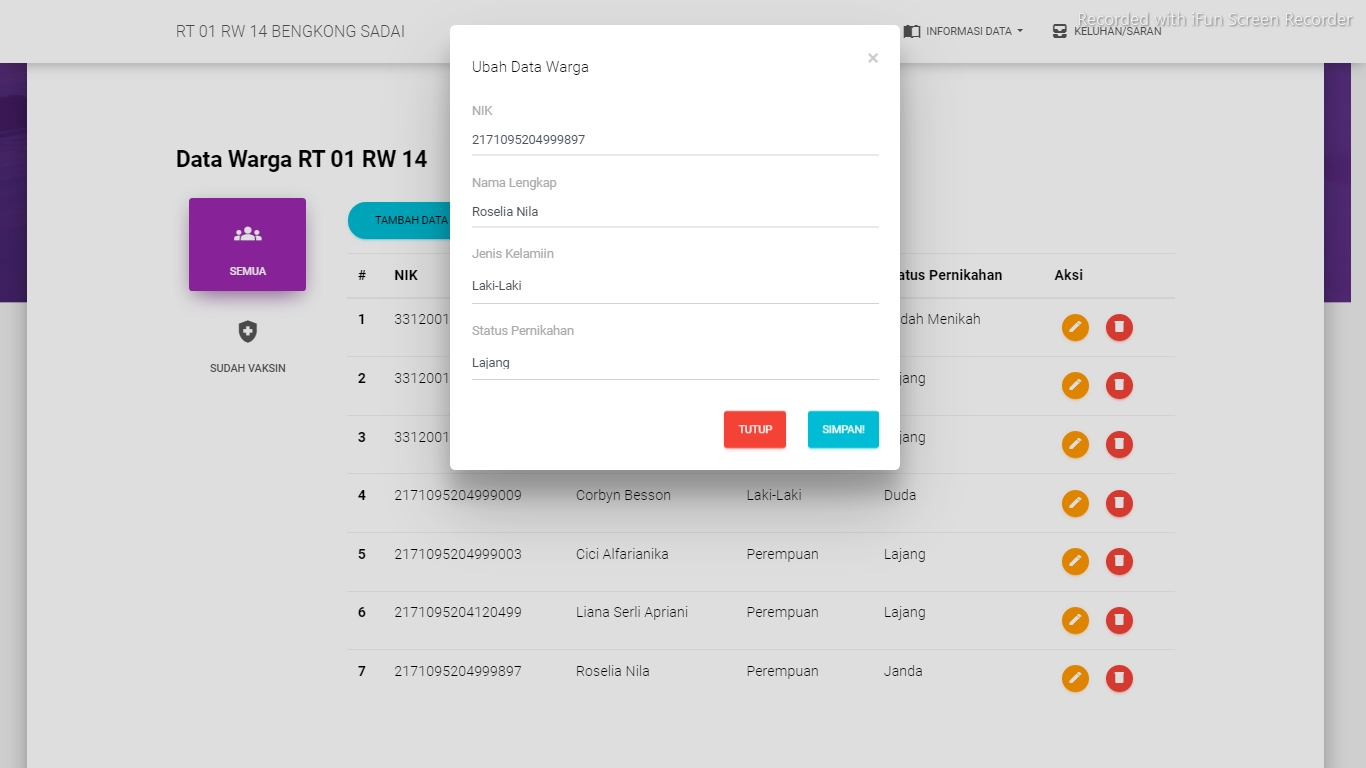 Recorded with iFun Screen Recorder
RT 01 RW 14 BENGKONG SADAI
INFORMASI DATA
KELUHAN/SARAN
Ubah Data Warga
×
NIK
2171095204999897
Nama Lengkap
Roselia Nila
Jenis Kelamiin
Laki-Laki
Status Pernikahan
Lajang
TUTUP
SIMPAN!
Data Warga RT 01 RW 14
SEMUA
SUDAH VAKSIN
TAMBAH DATA
# NIK atus Pernikahan Aksi
1 3312001 dah Menikah
2 3312001 jang
3 3312001 jang
4 2171095204999009 Corbyn Besson Laki-Laki Duda
5 2171095204999003 Cici Alfarianika Perempuan Lajang
6 2171095204120499 Liana Serli Apriani Perempuan Lajang
7 2171095204999897 Roselia Nila Perempuan Janda